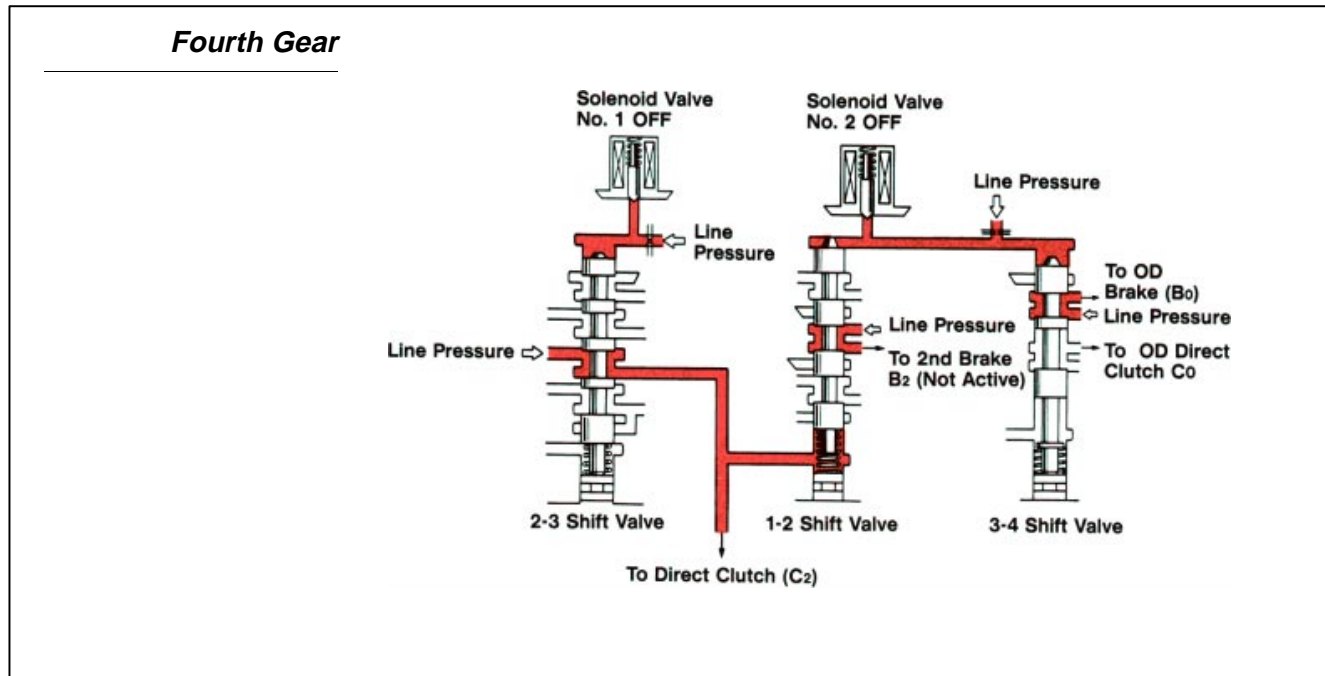 Fourth Gear
Solenoid Valve
No. 1 OFF
Solenoid Valve
No. 2 OFF
Line Pressure
Line
Pressure
To OD
Brake (B0)
Line Pressure
Line Pressure
Line Pressure
To 2nd Brake
B2 (Not Active)
To OD Direct
Clutch C0
2-3 Shift Valve
1-2 Shift Valve
3-4 Shift Valve
To Direct Clutch (C2)